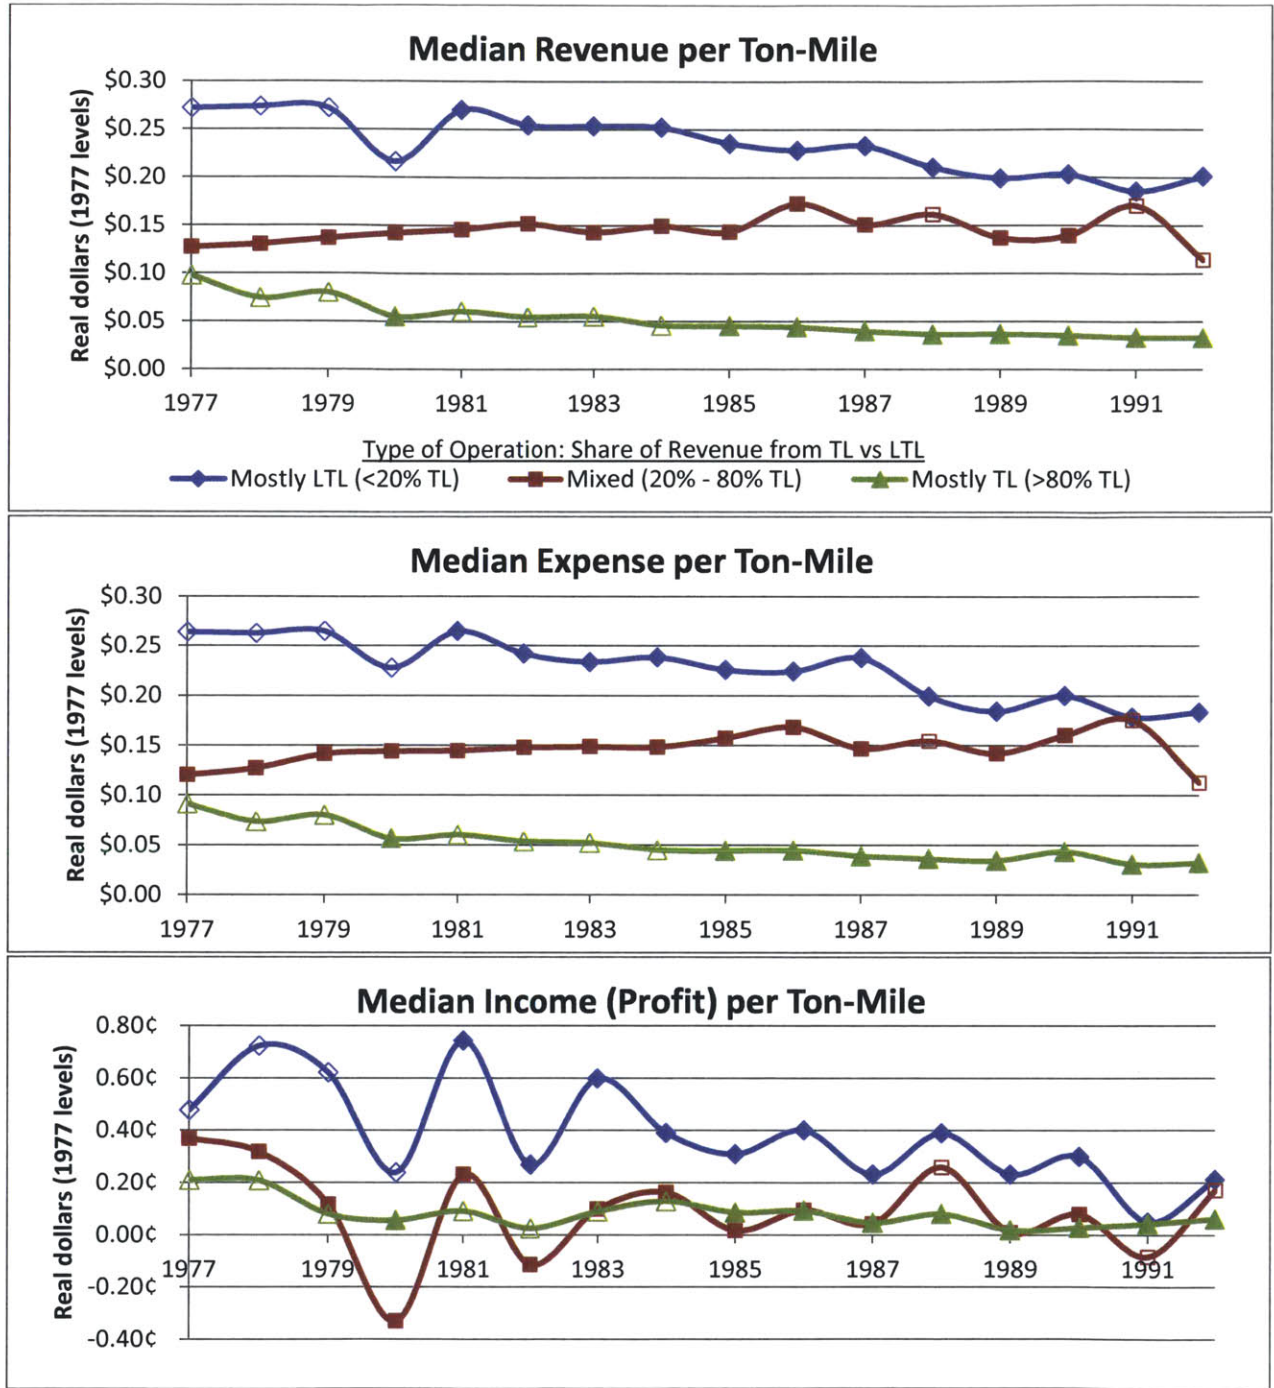 Median Revenue per Ton-Mile
Real dollars (1977 levels)
$0.30
$0.25
$0.20
$0.15
$0.10
$0.05
$0.00
1977 1979 1981 1983 1985 1987 1989 1991
Type of Operation: Share of Revenue from TL vs LTL
Mostly LTL (<20% TL) Mixed (20% - 80% TL) Mostly TL (>80% TL)
Median Expense per Ton-Mile
Real dollars (1977 levels)
$0.30
$0.25
$0.20
$0.15
$0.10
$0.05
$0.00
1977 1979 1981 1983 1985 1987 1989 1991
Median Income (Profit) per Ton-Mile
Real dollars (1977 levels)
0.80¢
0.60¢
0.40¢
0.20¢
0.00¢
1977 1979 1981 1983 1985 1987 1989 1991
-0.20¢
-0.40¢